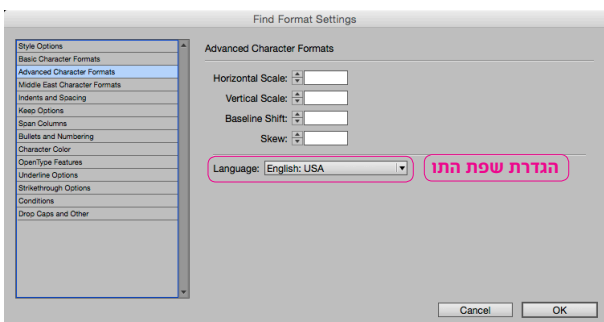 Find Format Settings
Style Options
Basic Character Formats
Advanced Character Formats
Middle East Character Formats
Indents and Spacing
Keep Options
Span Columns
Bullets and Numbering
Character Color
OpenType Features
Underline Options
Strikethrough Options
Conditions
Drop Caps and Other
Advanced Character Formats
Horizontal Scale:
Vertical Scale:
Baseline Shift:
Skew:
Language: English: USA
הגדרת שפת התו
Cancel OK